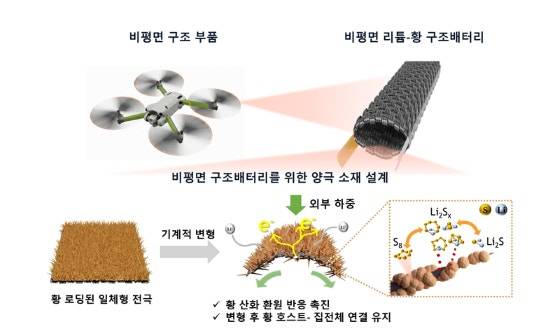 비평면 구조 부품
비평면 리튬-황 구조배터리
비평면 구조배터리를 위한 양극 소재 설계
외부 하중
기계적 변형
e⁻ e⁻
Li₂Sₓ
S Li
S₈
Li₂S
황 로딩된 일체형 전극
✓ 황 산화 환원 반응 촉진
✓ 변형 후 황 호스트- 집전체 연결 유지